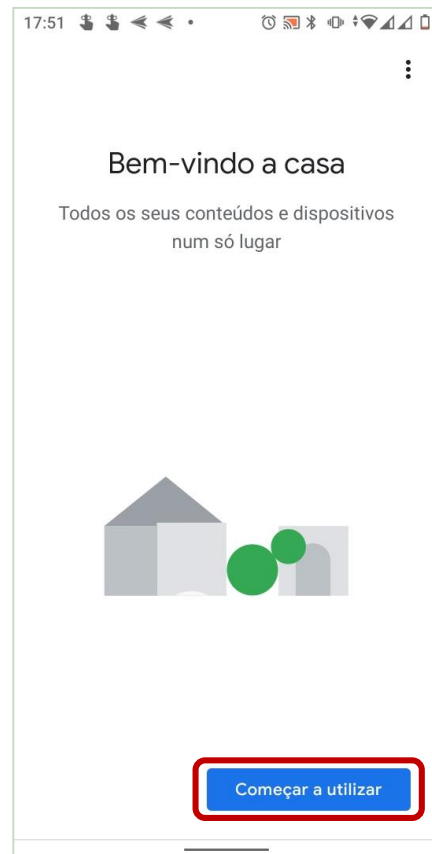 17:51
Bem-vindo a casa
Todos os seus conteúdos e dispositivos
num só lugar
Começar a utilizar